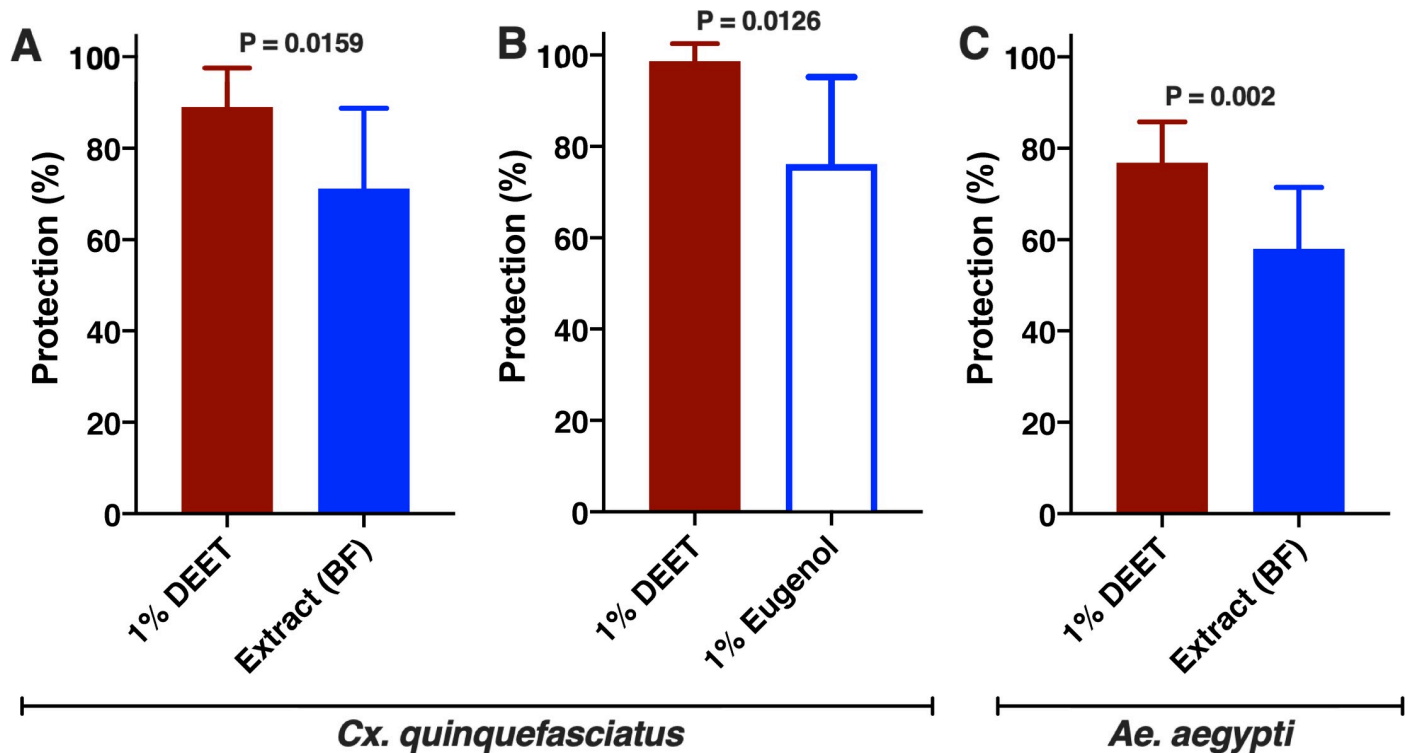 A
P = 0.0159
Protection (%)
100
80
60
40
20
0
1% DEET
Extract (BF)
B
P = 0.0126
Protection (%)
100
80
60
40
20
0
1% DEET
1% Eugenol
C
P = 0.002
Protection (%)
100
80
60
40
20
0
1% DEET
Extract (BF)
Cx. quinquefasciatus
Ae. aegypti